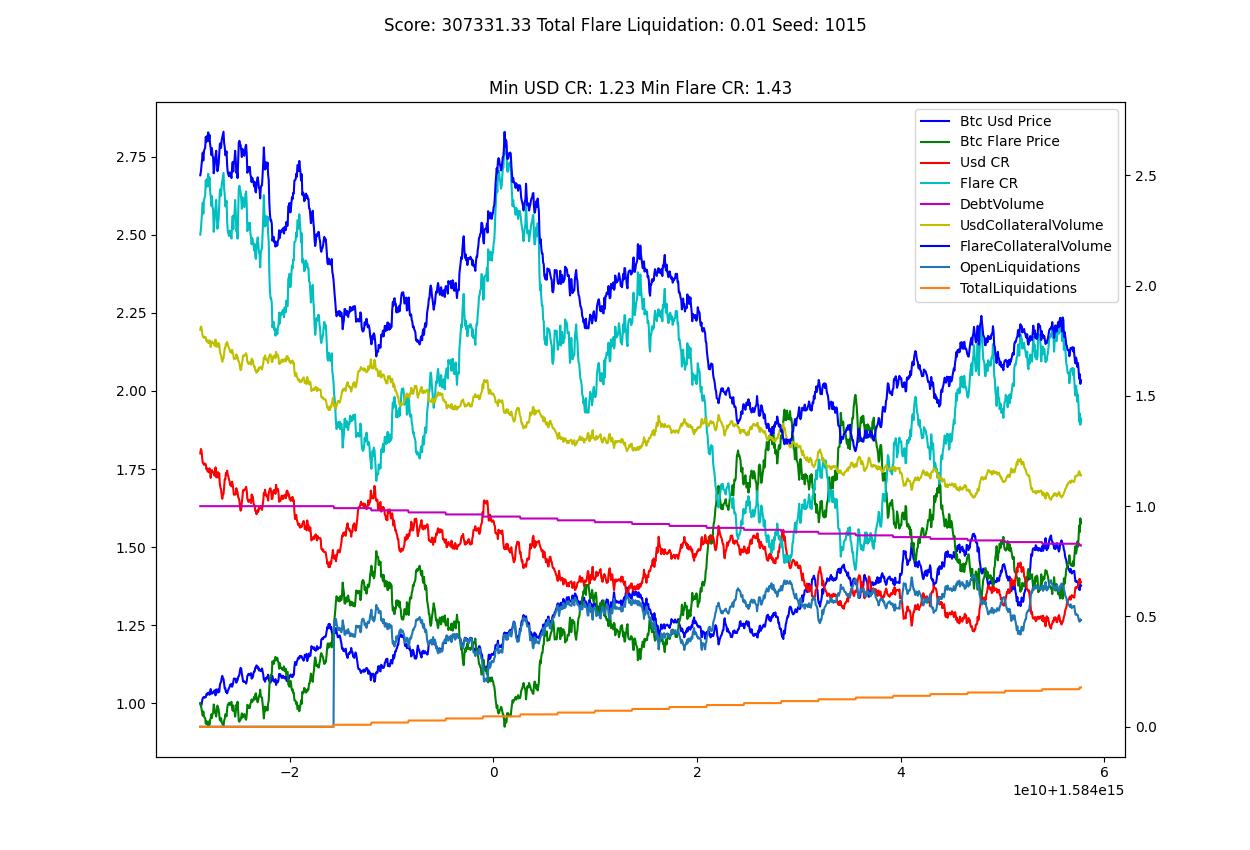 Score: 307331.33 Total Flare Liquidation: 0.01 Seed: 1015
Min USD CR: 1.23 Min Flare CR: 1.43
Btc Usd Price
Btc Flare Price
Usd CR
Flare CR
DebtVolume
UsdCollateralVolume
FlareCollateralVolume
OpenLiquidations
TotalLiquidations
2.75
2.50
2.25
2.00
1.75
1.50
1.25
1.00
2.5
2.0
1.5
1.0
0.5
0.0
−2 0 2 4 6
1e10+1.584e15